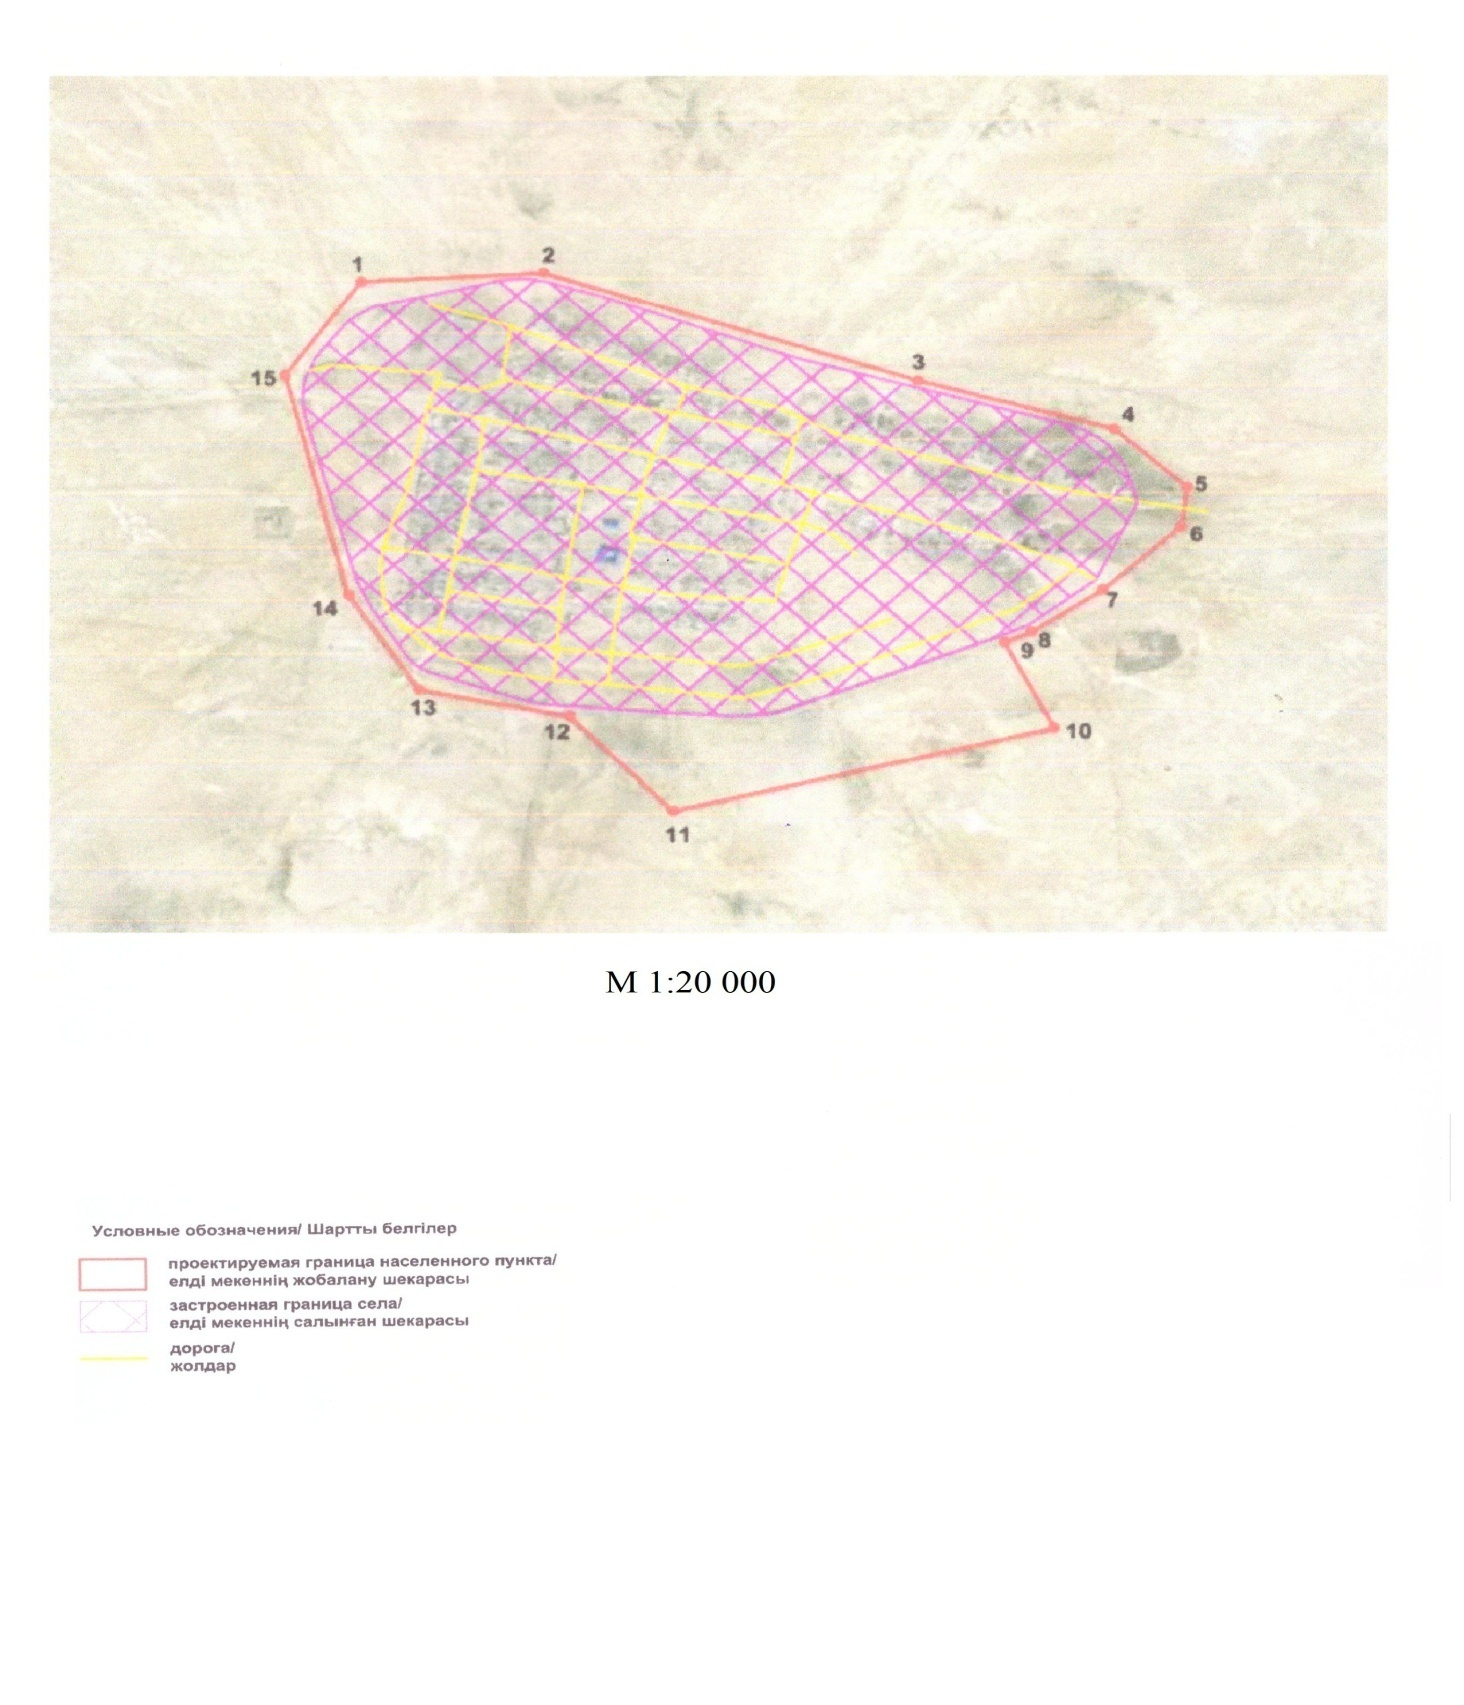 1
2
3
4
5
6
7
8
9
10
11
12
13
14
15
М 1:20 000
Условные обозначения/ Шартты белгілер
проектируемая граница населенного пункта/
елді мекеннің жобалану шекарасы
застроенная граница села/
елді мекеннің салынған шекарасы
дорога/
жолдар